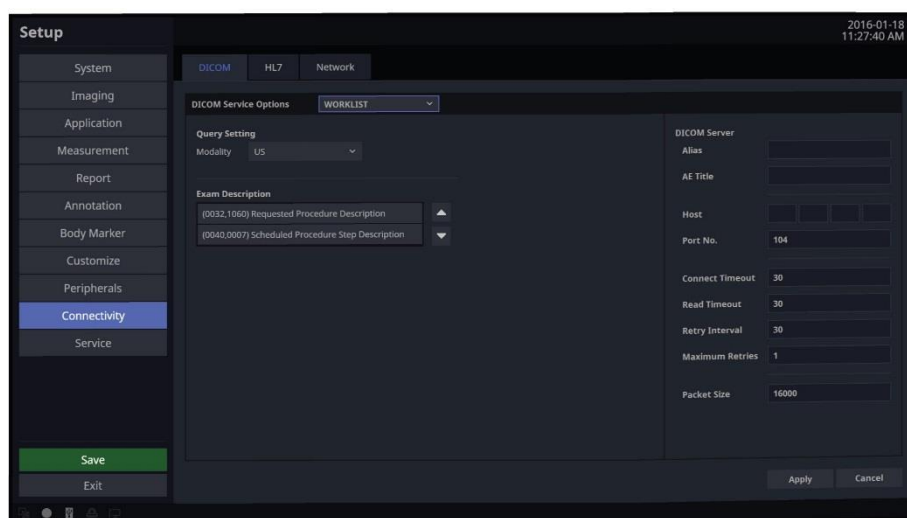 Setup
2016-01-18
11:27:40 AM
System
Imaging
Application
Measurement
Report
Annotation
Body Marker
Customize
Peripherals
Connectivity
Service
Save
Exit
DICOM HL7 Network
DICOM Service Options WORKLIST
Query Setting
Modality US
Exam Description
(0032,1060) Requested Procedure Description
(0040,0007) Scheduled Procedure Step Description
DICOM Server
Alias
AE Title
Host
Port No. 104
Connect Timeout 30
Read Timeout 30
Retry Interval 30
Maximum Retries 1
Packet Size 16000
Apply Cancel